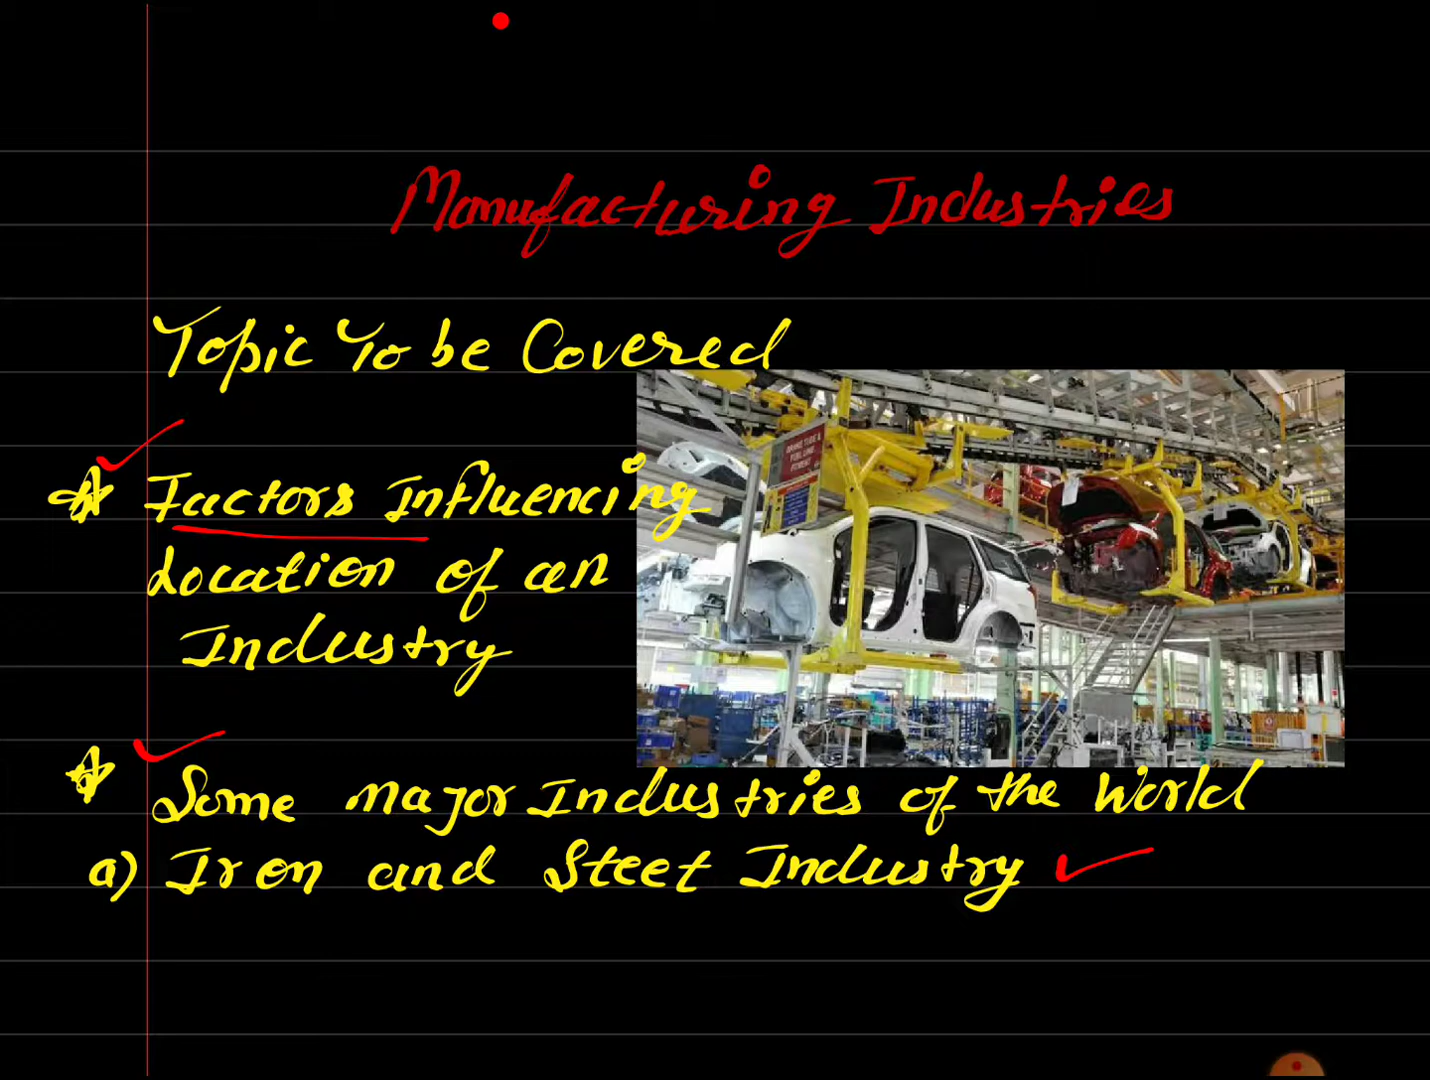 Manufacturing Industries
Topic To be Covered
Factors Influencing
Location of an
Industry
Some major Industries of the World
a) Iron and Steet Industry